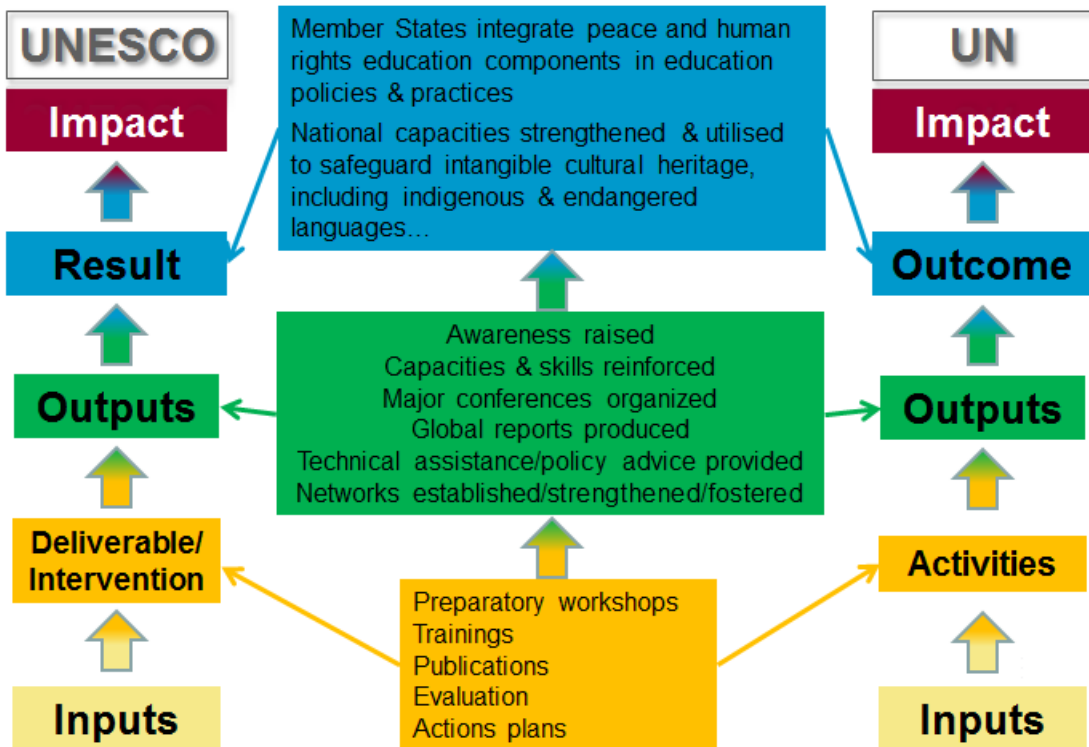 UNESCO
Impact
Result
Outputs
Deliverable/
Intervention
Inputs
Member States integrate peace and human
rights education components in education
policies & practices
National capacities strengthened & utilised
to safeguard intangible cultural heritage,
including indigenous & endangered
languages…
Awareness raised
Capacities & skills reinforced
Major conferences organized
Global reports produced
Technical assistance/policy advice provided
Networks established/strengthened/fostered
Preparatory workshops
Trainings
Publications
Evaluation
Actions plans
UN
Impact
Outcome
Outputs
Activities
Inputs